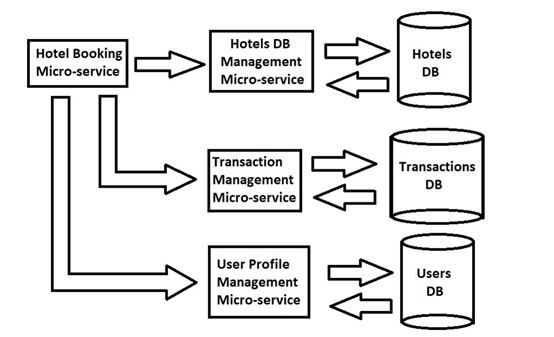 Hotel Booking
Micro-service
Hotels DB
Management
Micro-service
Hotels
DB
Transaction
Management
Micro-service
Transactions
DB
User Profile
Management
Micro-service
Users
DB